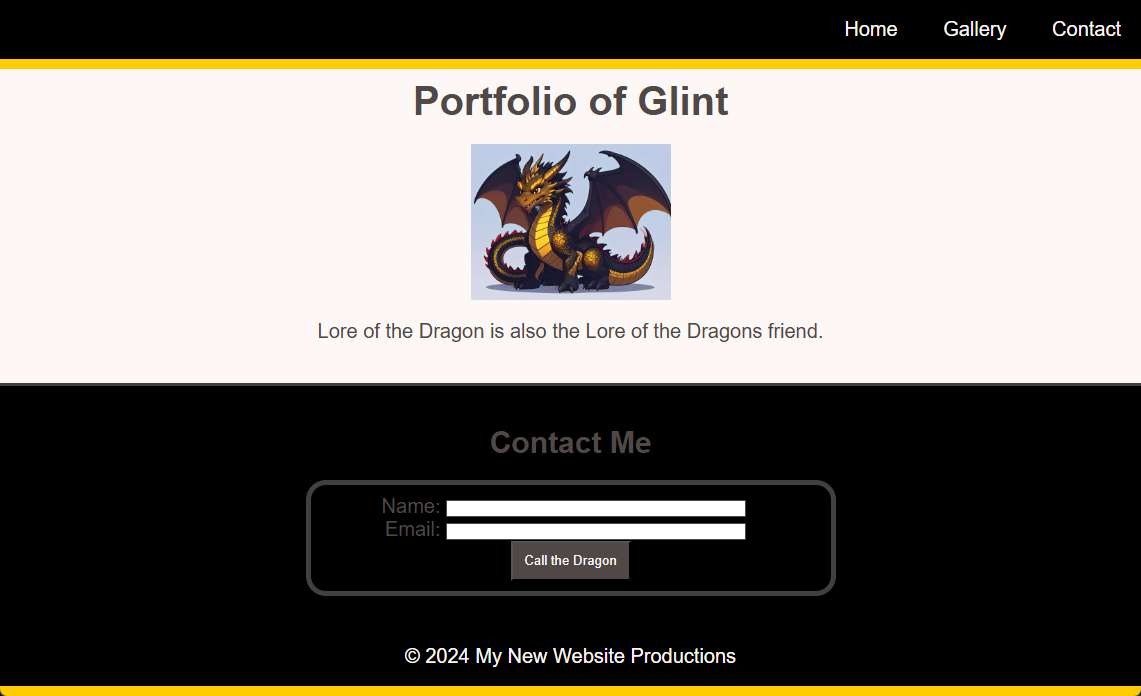 Home Gallery Contact
Portfolio of Glint
Lore of the Dragon is also the Lore of the Dragons friend.
Contact Me
Name:
Email:
Call the Dragon
© 2024 My New Website Productions